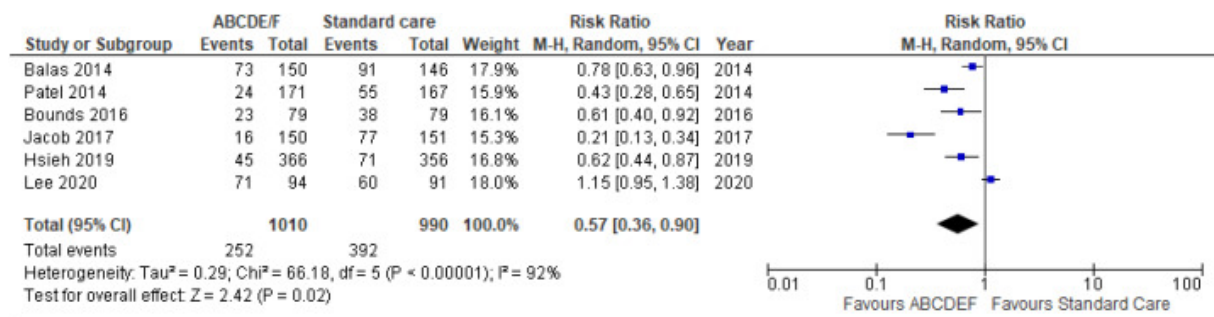 ABCDE/F Standard care Risk Ratio Risk Ratio
Study or Subgroup Events Total Events Total Weight M-H, Random, 95% CI Year M-H, Random, 95% CI
Balas 2014 73 150 91 146 17.9% 0.78 [0.63, 0.96] 2014
Patel 2014 24 171 55 167 15.9% 0.43 [0.28, 0.65] 2014
Bounds 2016 23 79 38 79 16.1% 0.61 [0.40, 0.92] 2016
Jacob 2017 16 150 77 151 15.3% 0.21 [0.13, 0.34] 2017
Hsieh 2019 45 366 71 356 16.8% 0.62 [0.44, 0.87] 2019
Lee 2020 71 94 60 91 18.0% 1.15 [0.95, 1.38] 2020
Total (95% CI) 1010 990 100.0% 0.57 [0.36, 0.90]
Total events 252 392
Heterogeneity: Tau² = 0.29; Chi² = 66.18, df = 5 (P < 0.00001); I² = 92%
Test for overall effect: Z = 2.42 (P = 0.02)
0.01 0.1 1 10 100
Favours ABCDEF Favours Standard Care